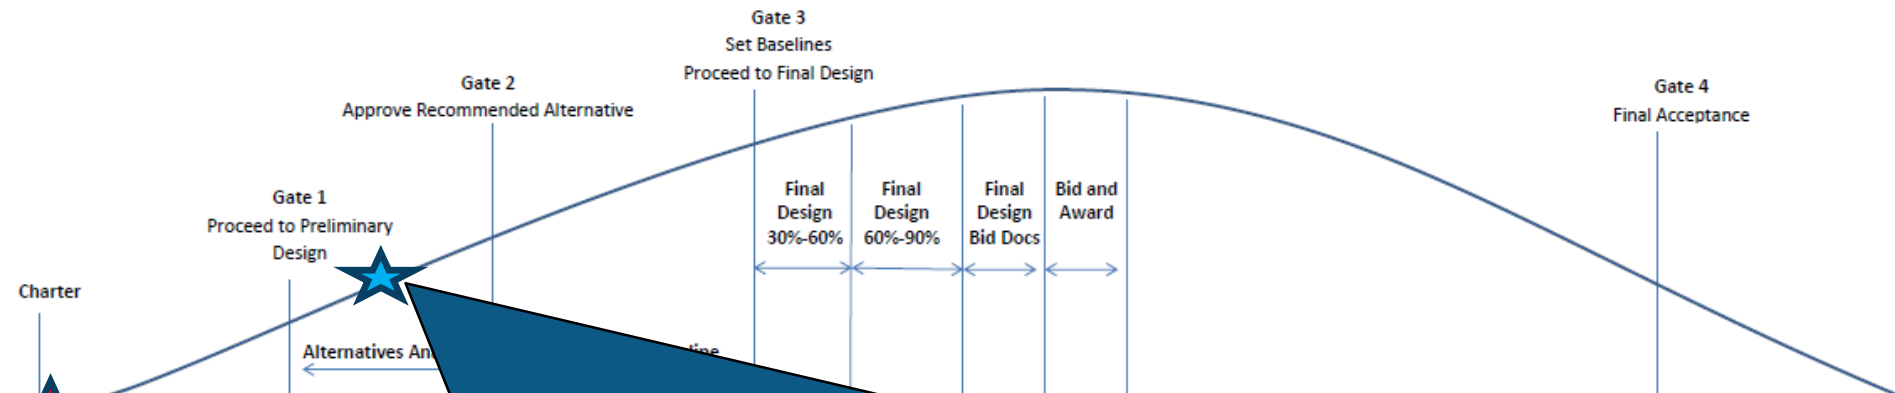 Gate 3
Set Baselines
Proceed to Final Design
Gate 2
Approve Recommended Alternative
Gate 4
Final Acceptance
Gate 1
Proceed to Preliminary
Design
Charter
Final
Design
30%-60%
Final
Design
60%-90%
Final
Design
Bid Docs
Bid and
Award
Alternatives